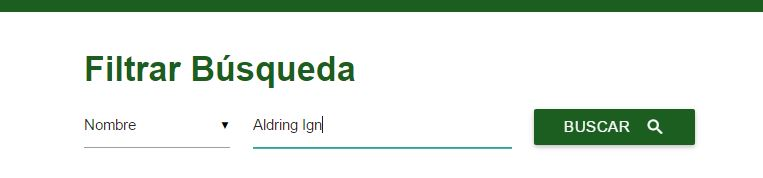 Filtrar Búsqueda
Nombre Aldring Ign BUSCAR